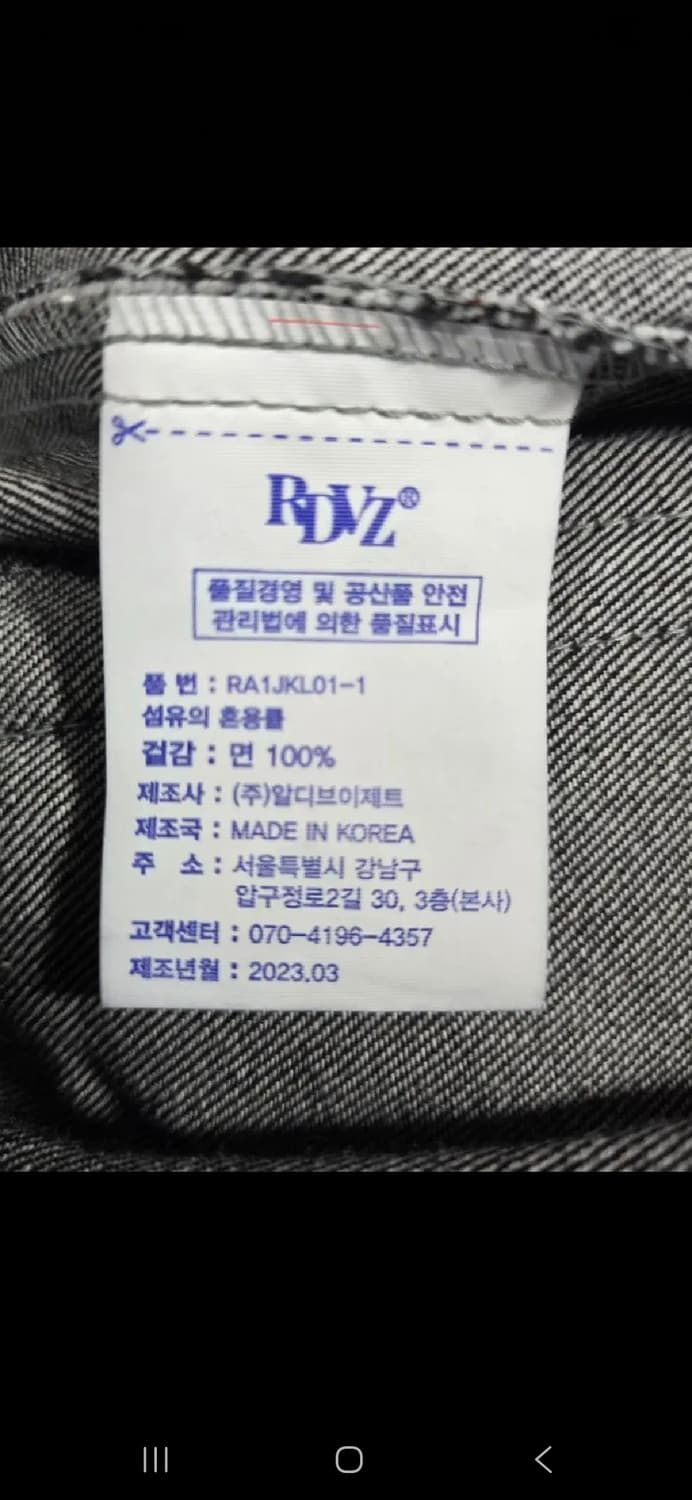 RDVZ®
품질경영 및 공산품 안전
관리법에 의한 품질표시
품 번 : RA1JKL01-1
섬유의 혼용률
겉감 : 면 100%
제조사 : (주)알디브이제트
제조국 : MADE IN KOREA
주 소 : 서울특별시 강남구
압구정로2길 30, 3층(본사)
고객센터 : 070-4196-4357
제조년월 : 2023.03